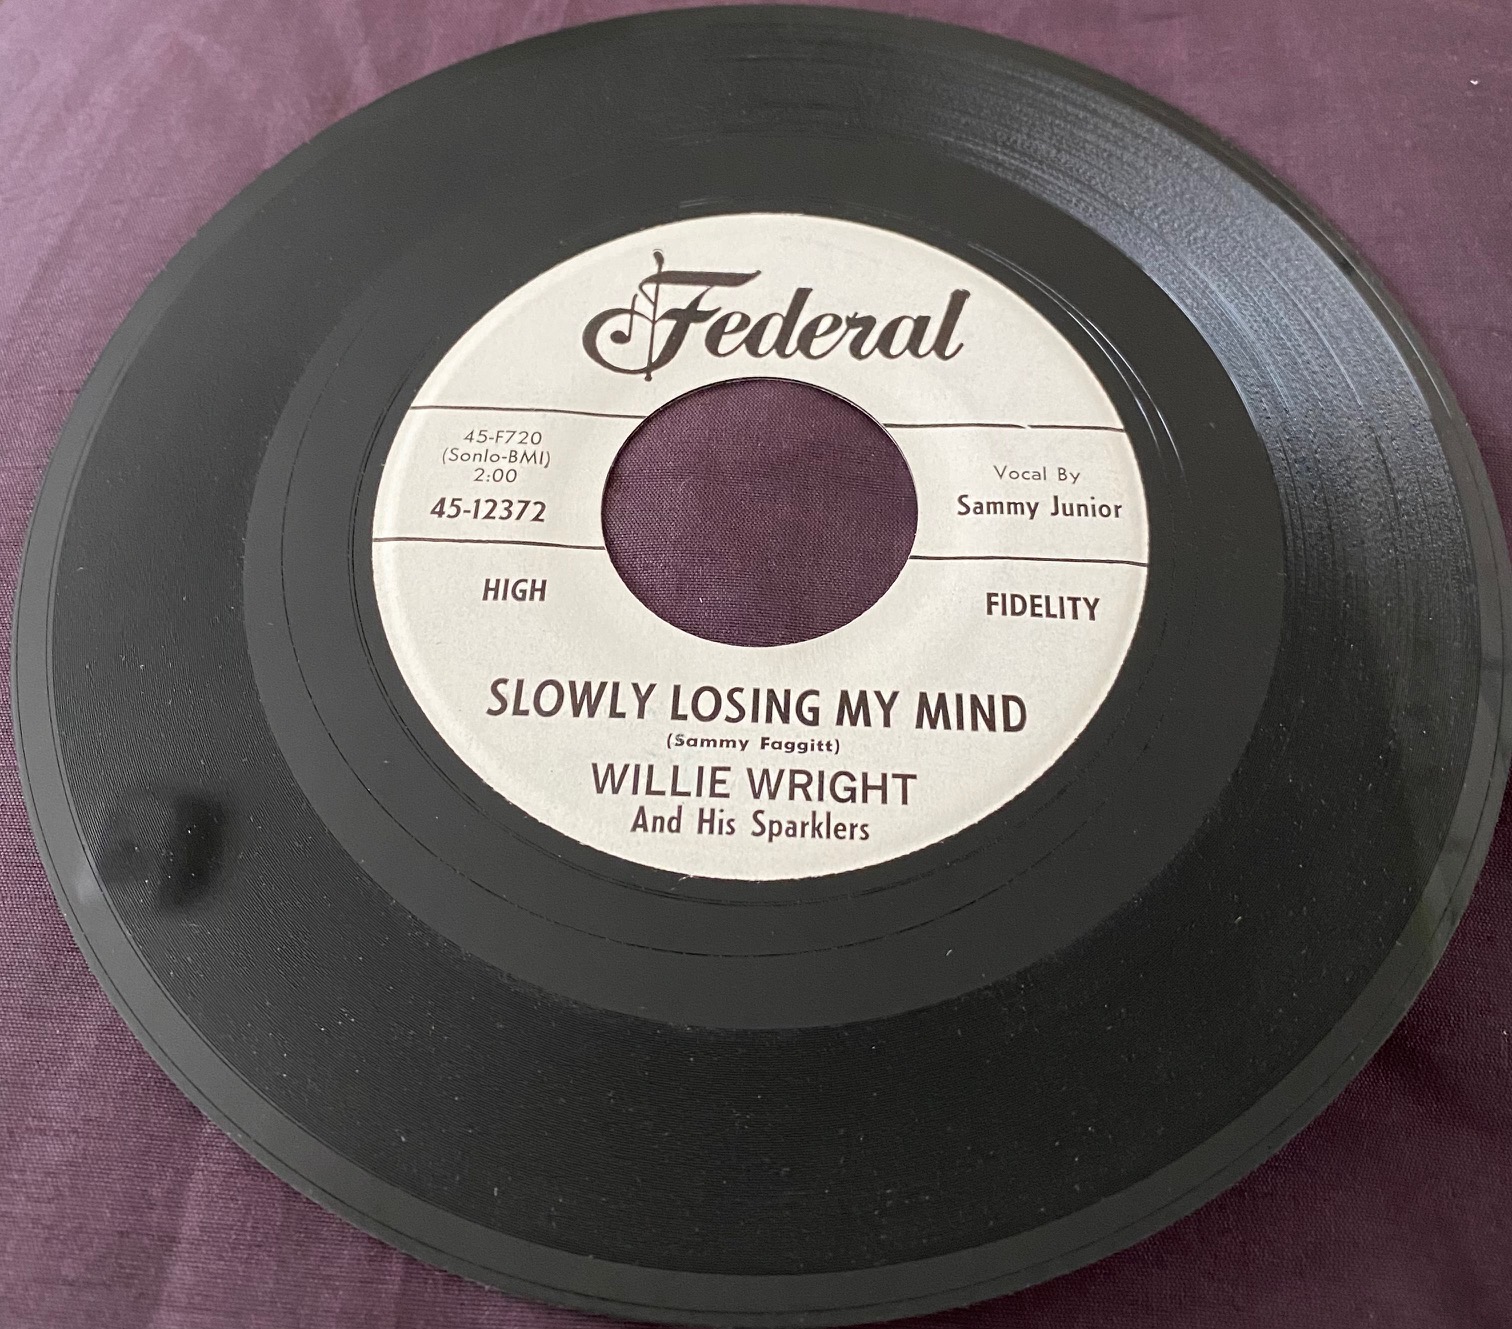 Federal
45-F720
(Sonlo-BMI)
2:00
45-12372
Vocal By
Sammy Junior
HIGH FIDELITY
SLOWLY LOSING MY MIND
(Sammy Faggitt)
WILLIE WRIGHT
And His Sparklers